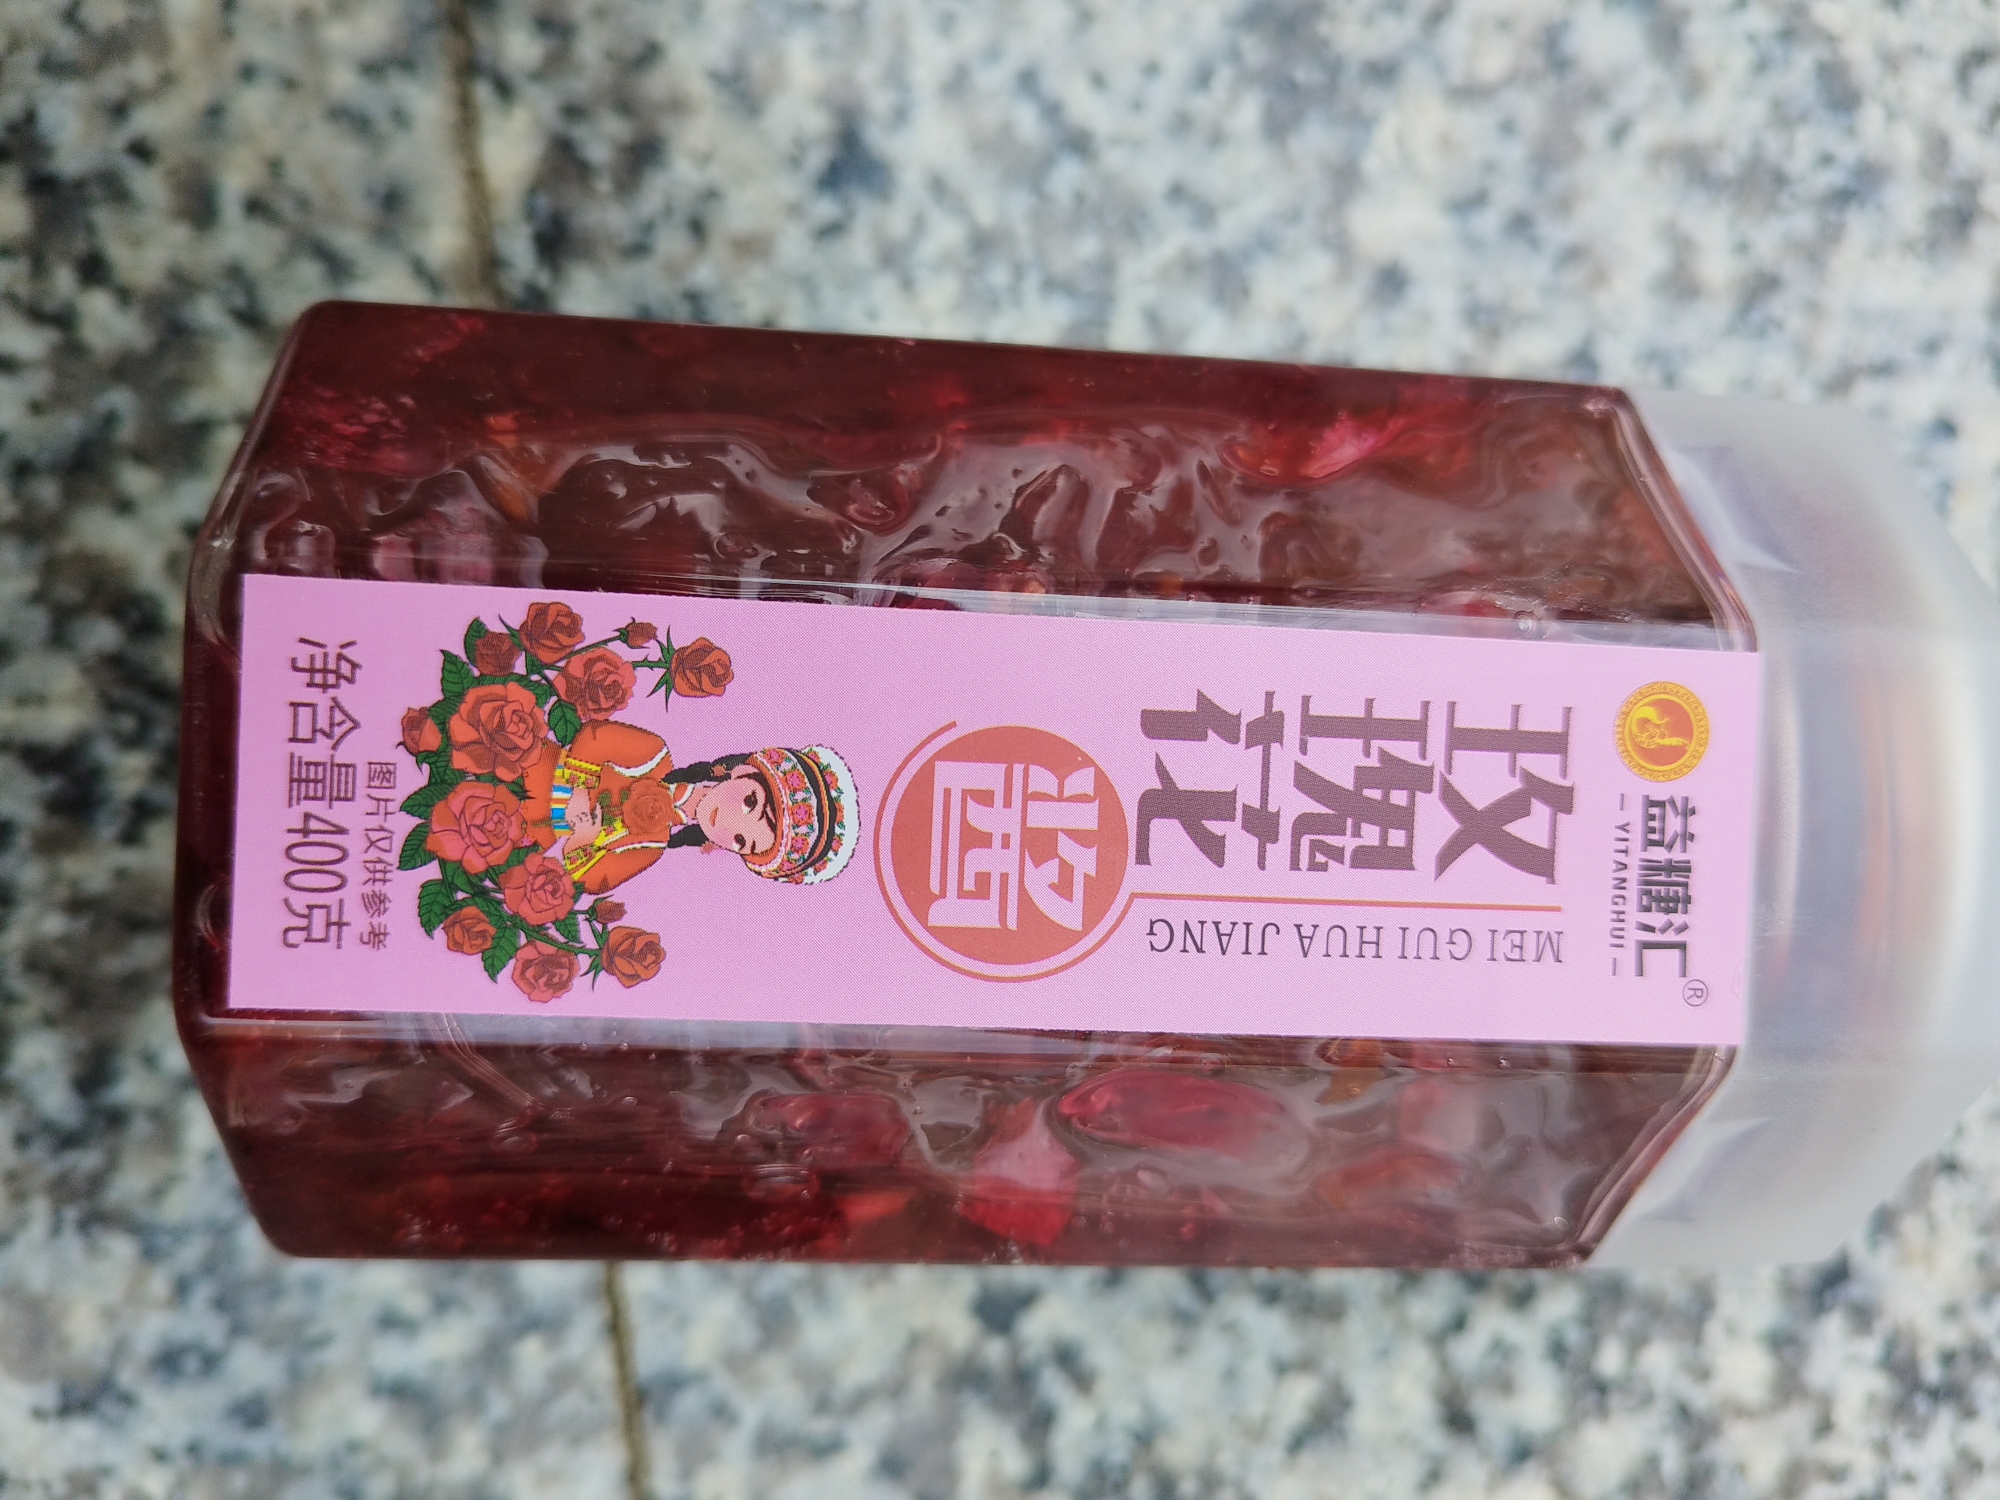 益糖汇®
— YITANGHUI —
玫瑰花
MEI GUI HUA JIANG
酱
图片仅供参考
净含量400克